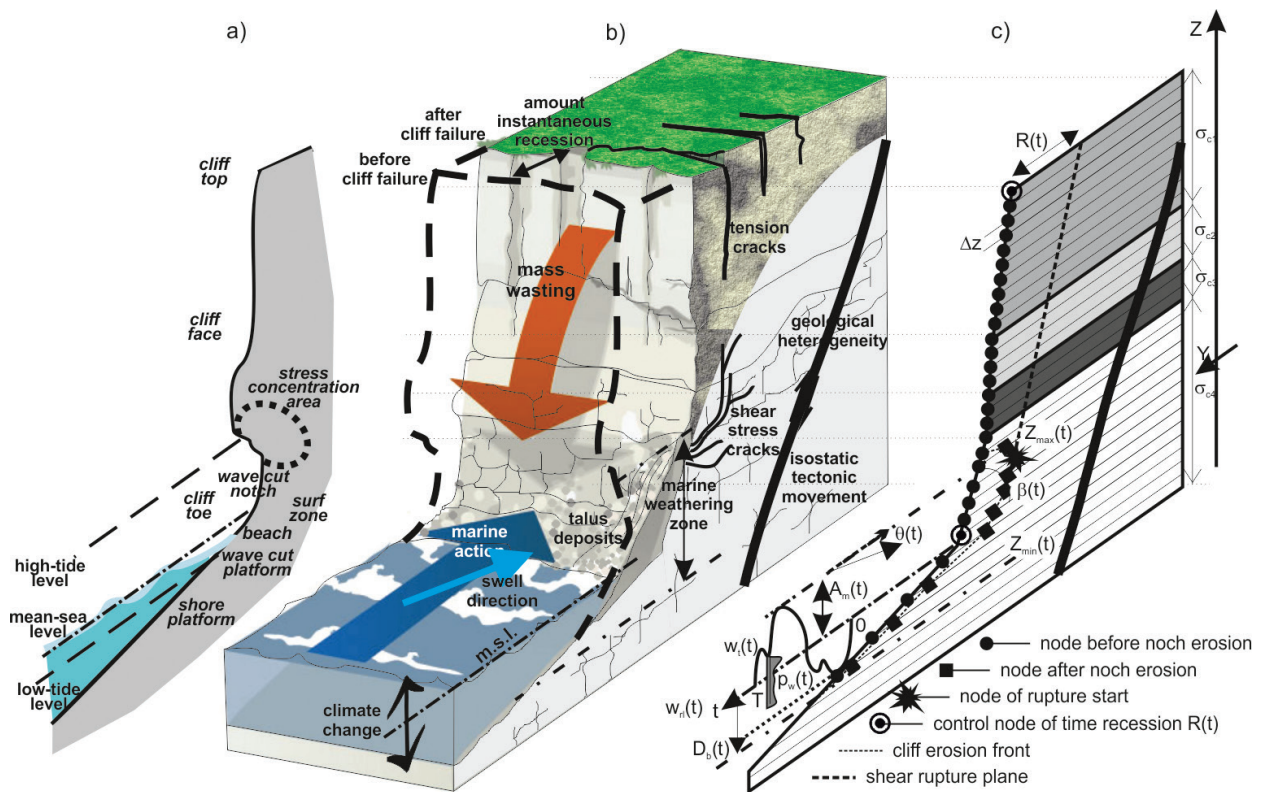 a)
b)
c)
cliff
top
cliff
face
stress
concentration
area
wave cut
notch
cliff
toe
surf
zone
beach
wave cut
platform
high-tide
level
shore
platform
mean-sea
level
low-tide
level
after
cliff failure
amount
instantaneous
recession
before
cliff failure
tension
cracks
mass
wasting
geological
heterogeneity
shear
stress
cracks
isostatic
tectonic
movement
marine
weathering
zone
talus
deposits
marine
action
swell
direction
m.s.l.
climate
change
Z
R(t)
σc1
Δz
σc2
σc3
Y
σc4
Zmax(t)
β(t)
θ(t)
Zmin(t)
Am(t)
0
wt(t)
pw(t)
T
t
wrl(t)
Db(t)
node before noch erosion
node after noch erosion
node of rupture start
control node of time recession R(t)
cliff erosion front
shear rupture plane